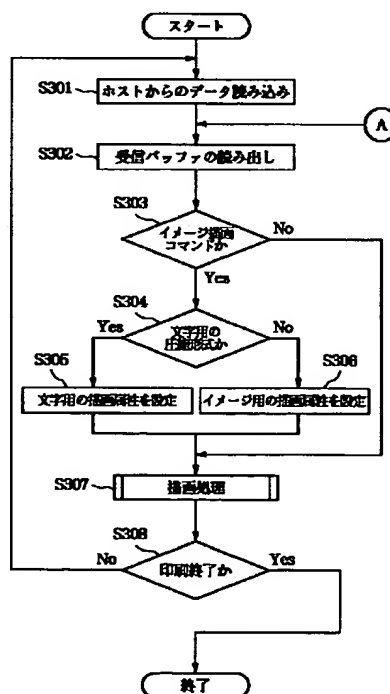 スタート
S301
ホストからのデータ読み込み
A
S302
受信バッファの読み出し
S303
イメージ描画
コマンドか
No
Yes
S304
文字用の
圧縮形式か
Yes
No
S305
文字用の描画属性を設定
S306
イメージ用の描画属性を設定
S307
描画処理
S308
印刷終了か
No
Yes
終了